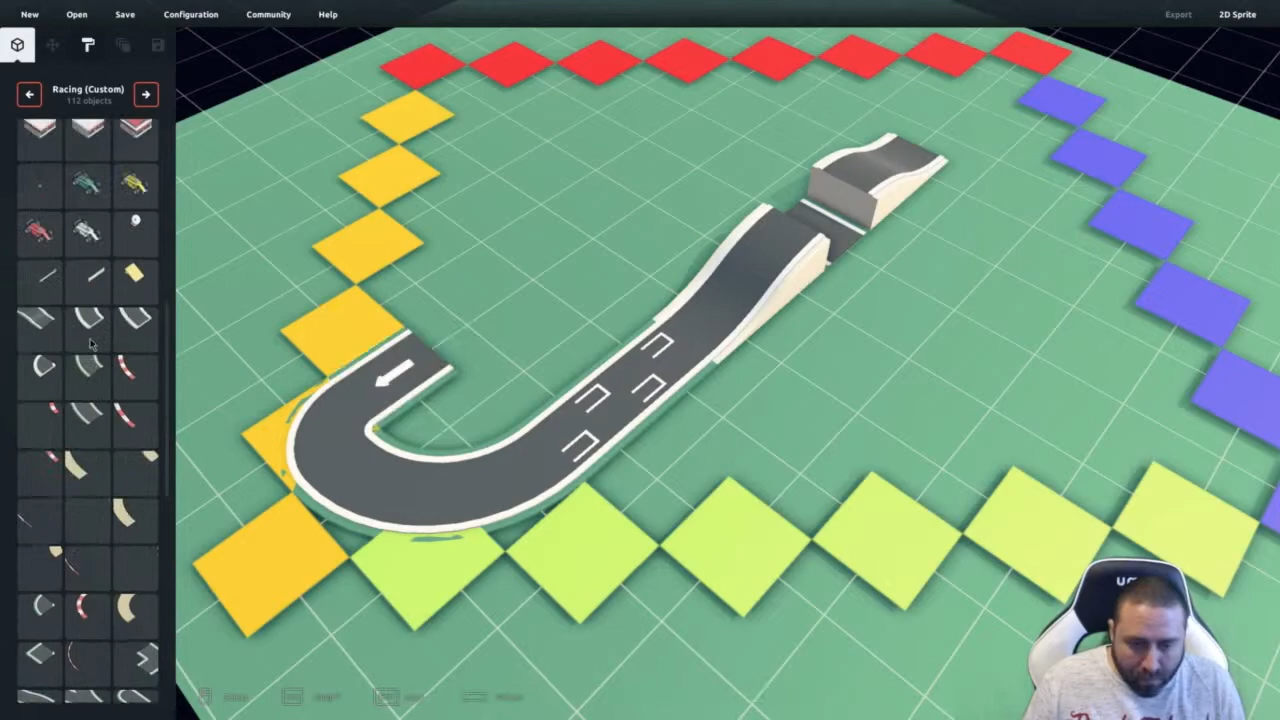 New Open Save Configuration Community Help Export 2D Sprite
Racing (Custom)
112 objects